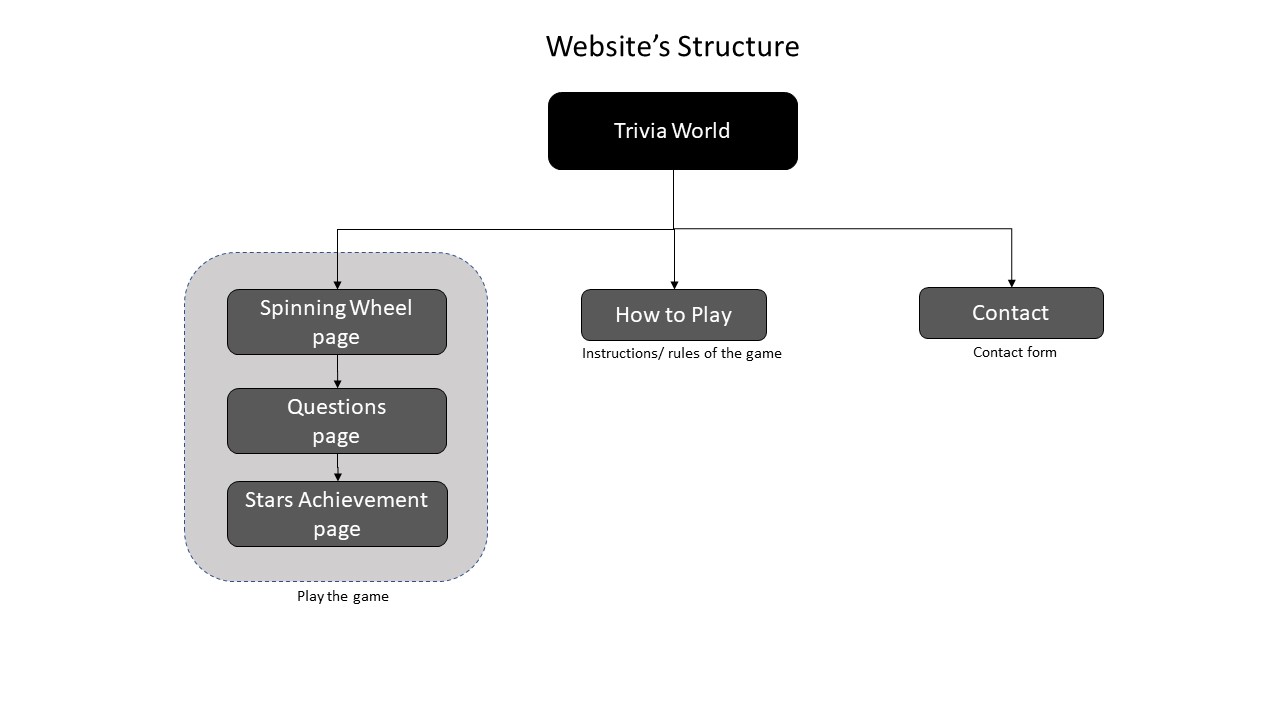 Website’s Structure
Trivia World
Spinning Wheel
page
Questions
page
Stars Achievement
page
Play the game
How to Play
Instructions/ rules of the game
Contact
Contact form